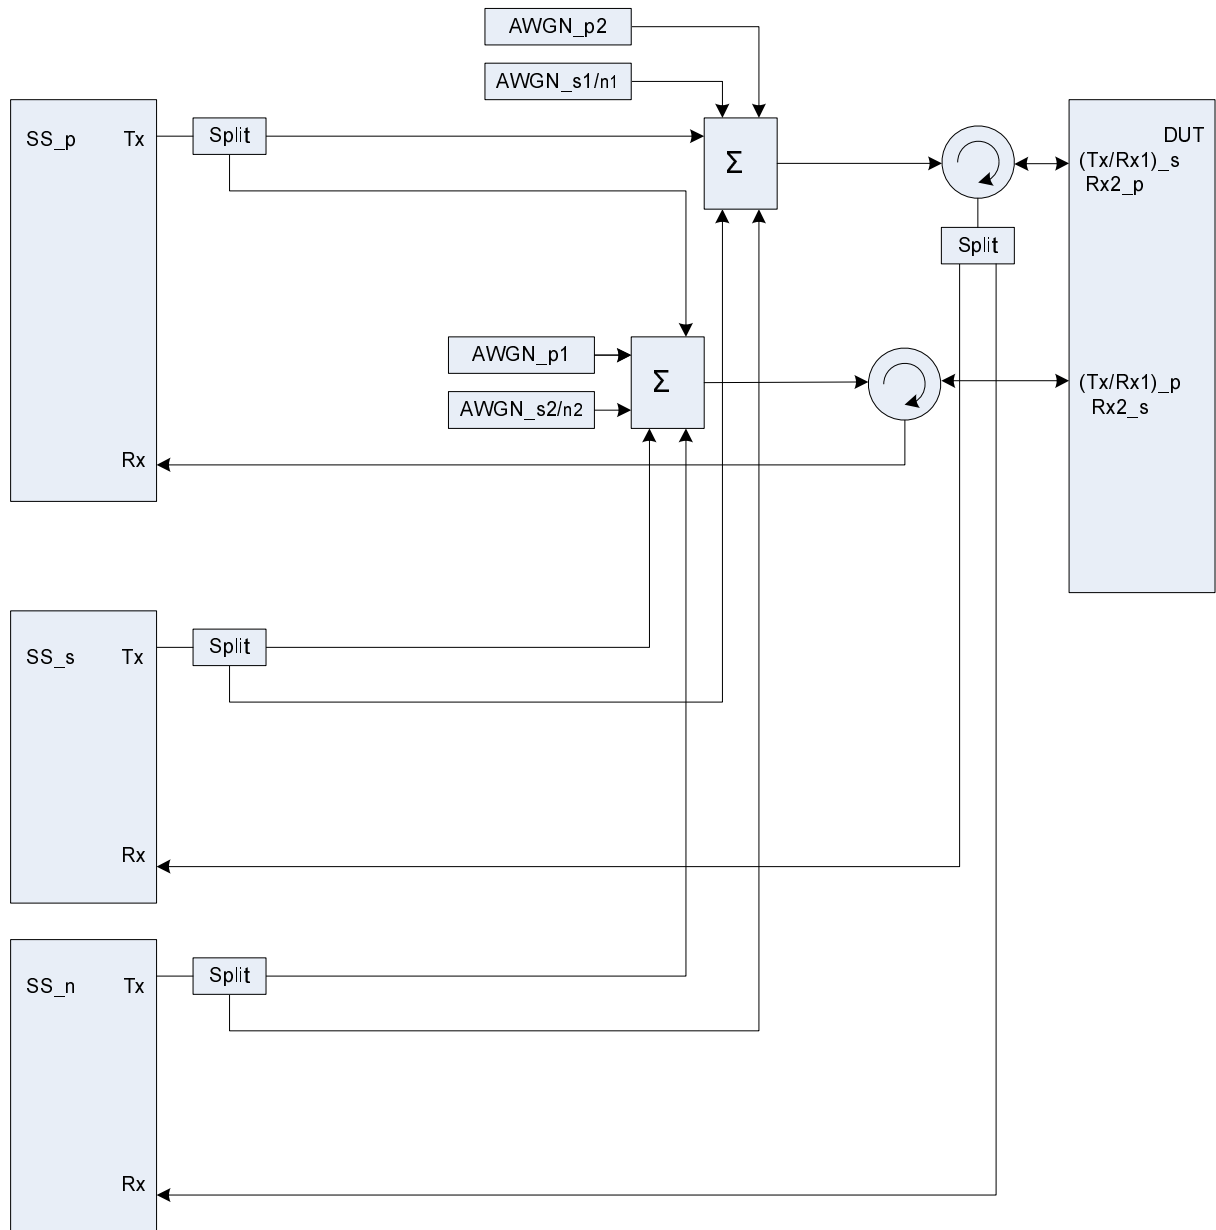 AWGN_p2
AWGN_s1/n1
SS_p
Tx
Split
Σ
DUT
(Tx/Rx1)_s
Rx2_p
Split
AWGN_p1
Σ
AWGN_s2/n2
(Tx/Rx1)_p
Rx2_s
Rx
SS_s
Tx
Split
Rx
SS_n
Tx
Split
Rx